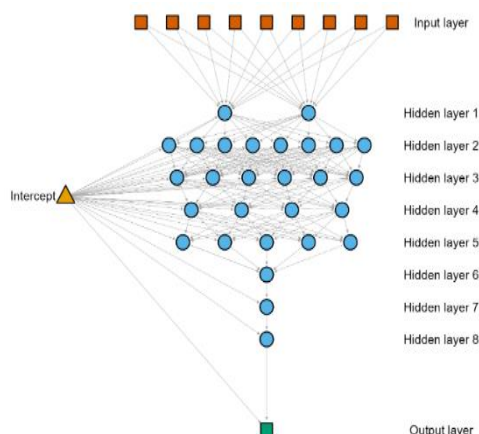 Input layer
Hidden layer 1
Hidden layer 2
Hidden layer 3
Intercept
Hidden layer 4
Hidden layer 5
Hidden layer 6
Hidden layer 7
Hidden layer 8
Output layer